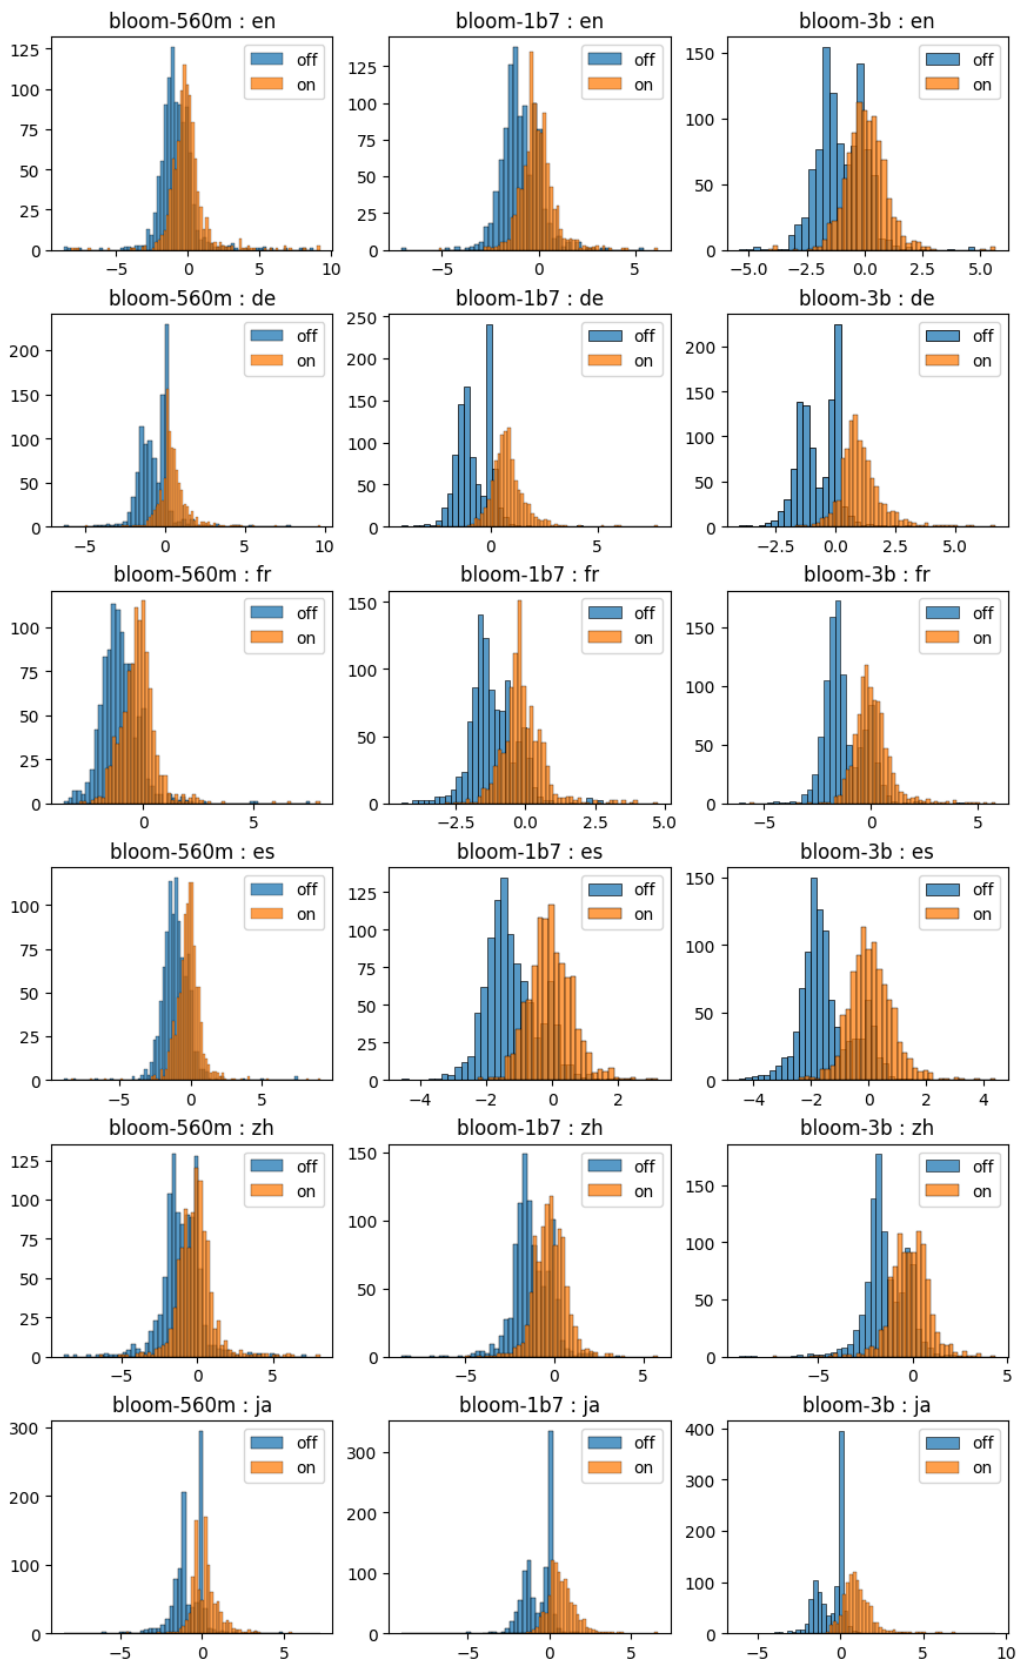 bloom-560m : en
bloom-1b7 : en
bloom-3b : en
125
100
75
50
25
0
−5
0
5
10
off
on
125
100
75
50
25
0
−5
0
5
off
on
150
100
50
0
−5.0
−2.5
0.0
2.5
5.0
off
on
bloom-560m : de
bloom-1b7 : de
bloom-3b : de
200
150
100
50
0
−5
0
5
10
off
on
250
200
150
100
50
0
0
5
off
on
200
150
100
50
0
−2.5
0.0
2.5
5.0
off
on
bloom-560m : fr
bloom-1b7 : fr
bloom-3b : fr
100
75
50
25
0
0
5
off
on
150
100
50
0
−2.5
0.0
2.5
5.0
off
on
150
100
50
0
−5
0
5
off
on
bloom-560m : es
bloom-1b7 : es
bloom-3b : es
100
75
50
25
0
−5
0
5
off
on
125
100
75
50
25
0
−4
−2
0
2
off
on
150
100
50
0
−4
−2
0
2
4
off
on
bloom-560m : zh
bloom-1b7 : zh
bloom-3b : zh
125
100
75
50
25
0
−5
0
5
off
on
150
100
50
0
−5
0
5
off
on
150
100
50
0
−5
0
5
off
on
bloom-560m : ja
bloom-1b7 : ja
bloom-3b : ja
300
200
100
0
−5
0
5
off
on
300
200
100
0
−5
0
5
off
on
400
300
200
100
0
−5
0
5
10
off
on